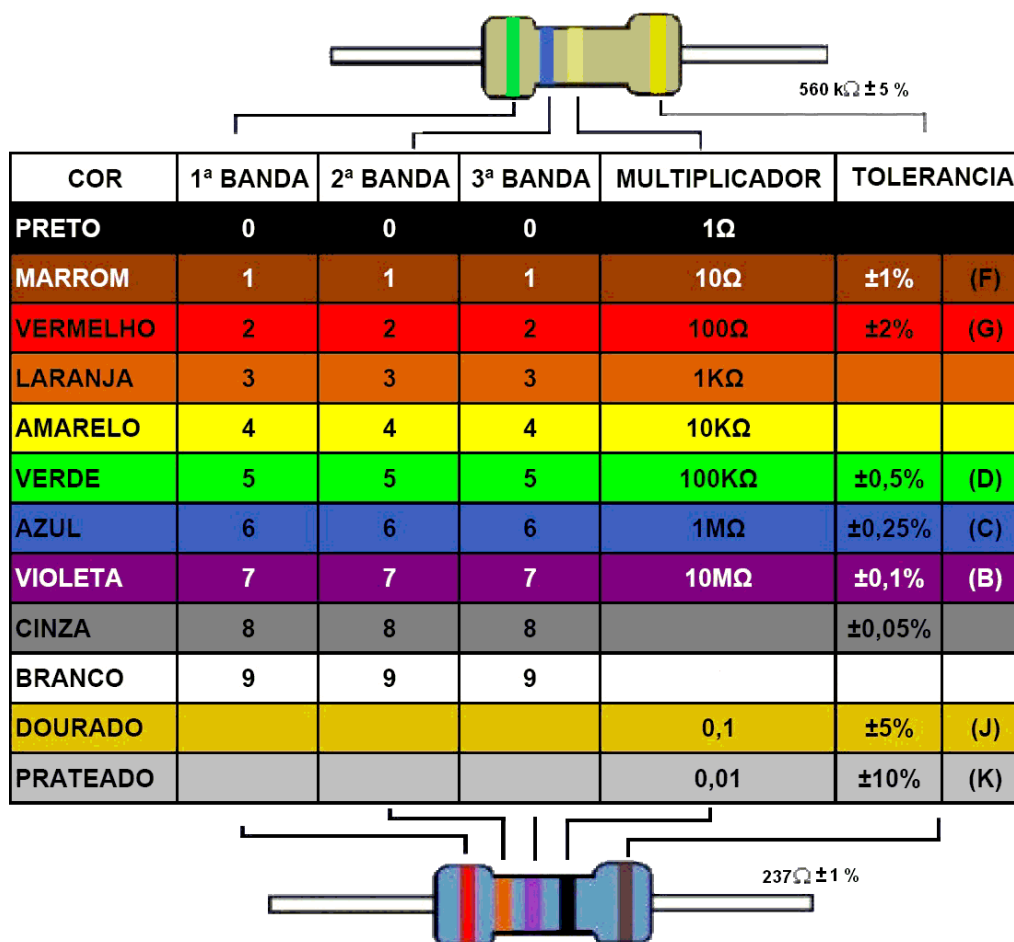 560 kΩ ± 5 %
COR 1ª BANDA 2ª BANDA 3ª BANDA MULTIPLICADOR TOLERANCIA
PRETO 0 0 0 1Ω
MARROM 1 1 1 10Ω ±1% (F)
VERMELHO 2 2 2 100Ω ±2% (G)
LARANJA 3 3 3 1KΩ
AMARELO 4 4 4 10KΩ
VERDE 5 5 5 100KΩ ±0,5% (D)
AZUL 6 6 6 1MΩ ±0,25% (C)
VIOLETA 7 7 7 10MΩ ±0,1% (B)
CINZA 8 8 8 ±0,05%
BRANCO 9 9 9
DOURADO 0,1 ±5% (J)
PRATEADO 0,01 ±10% (K)
237Ω ± 1 %